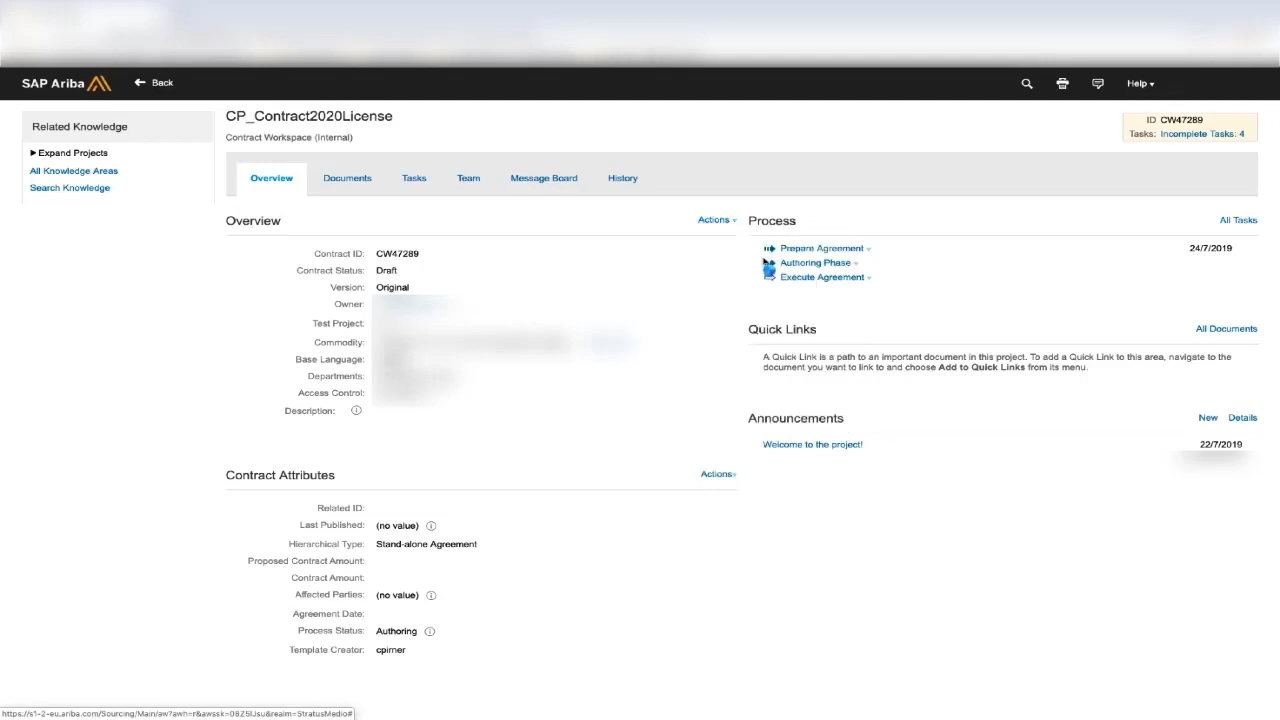 SAP Ariba
Back
Help
Related Knowledge
Expand Projects
All Knowledge Areas
Search Knowledge
CP_Contract2020License
Contract Workspace (Internal)
ID CW47289
Tasks: Incomplete Tasks: 4
Overview Documents Tasks Team Message Board History
Overview
Actions
Contract ID: CW47289
Contract Status: Draft
Version: Original
Owner:
Test Project:
Commodity:
Base Language:
Departments:
Access Control:
Description:
Contract Attributes
Actions
Related ID:
Last Published: (no value)
Hierarchical Type: Stand-alone Agreement
Proposed Contract Amount:
Contract Amount:
Affected Parties: (no value)
Agreement Date:
Process Status: Authoring
Template Creator: cpirner
Process
All Tasks
Prepare Agreement 24/7/2019
Authoring Phase
Execute Agreement
Quick Links
All Documents
A Quick Link is a path to an important document in this project. To add a Quick Link to this area, navigate to the
document you want to link to and choose Add to Quick Links from its menu.
Announcements
New Details
Welcome to the project! 22/7/2019